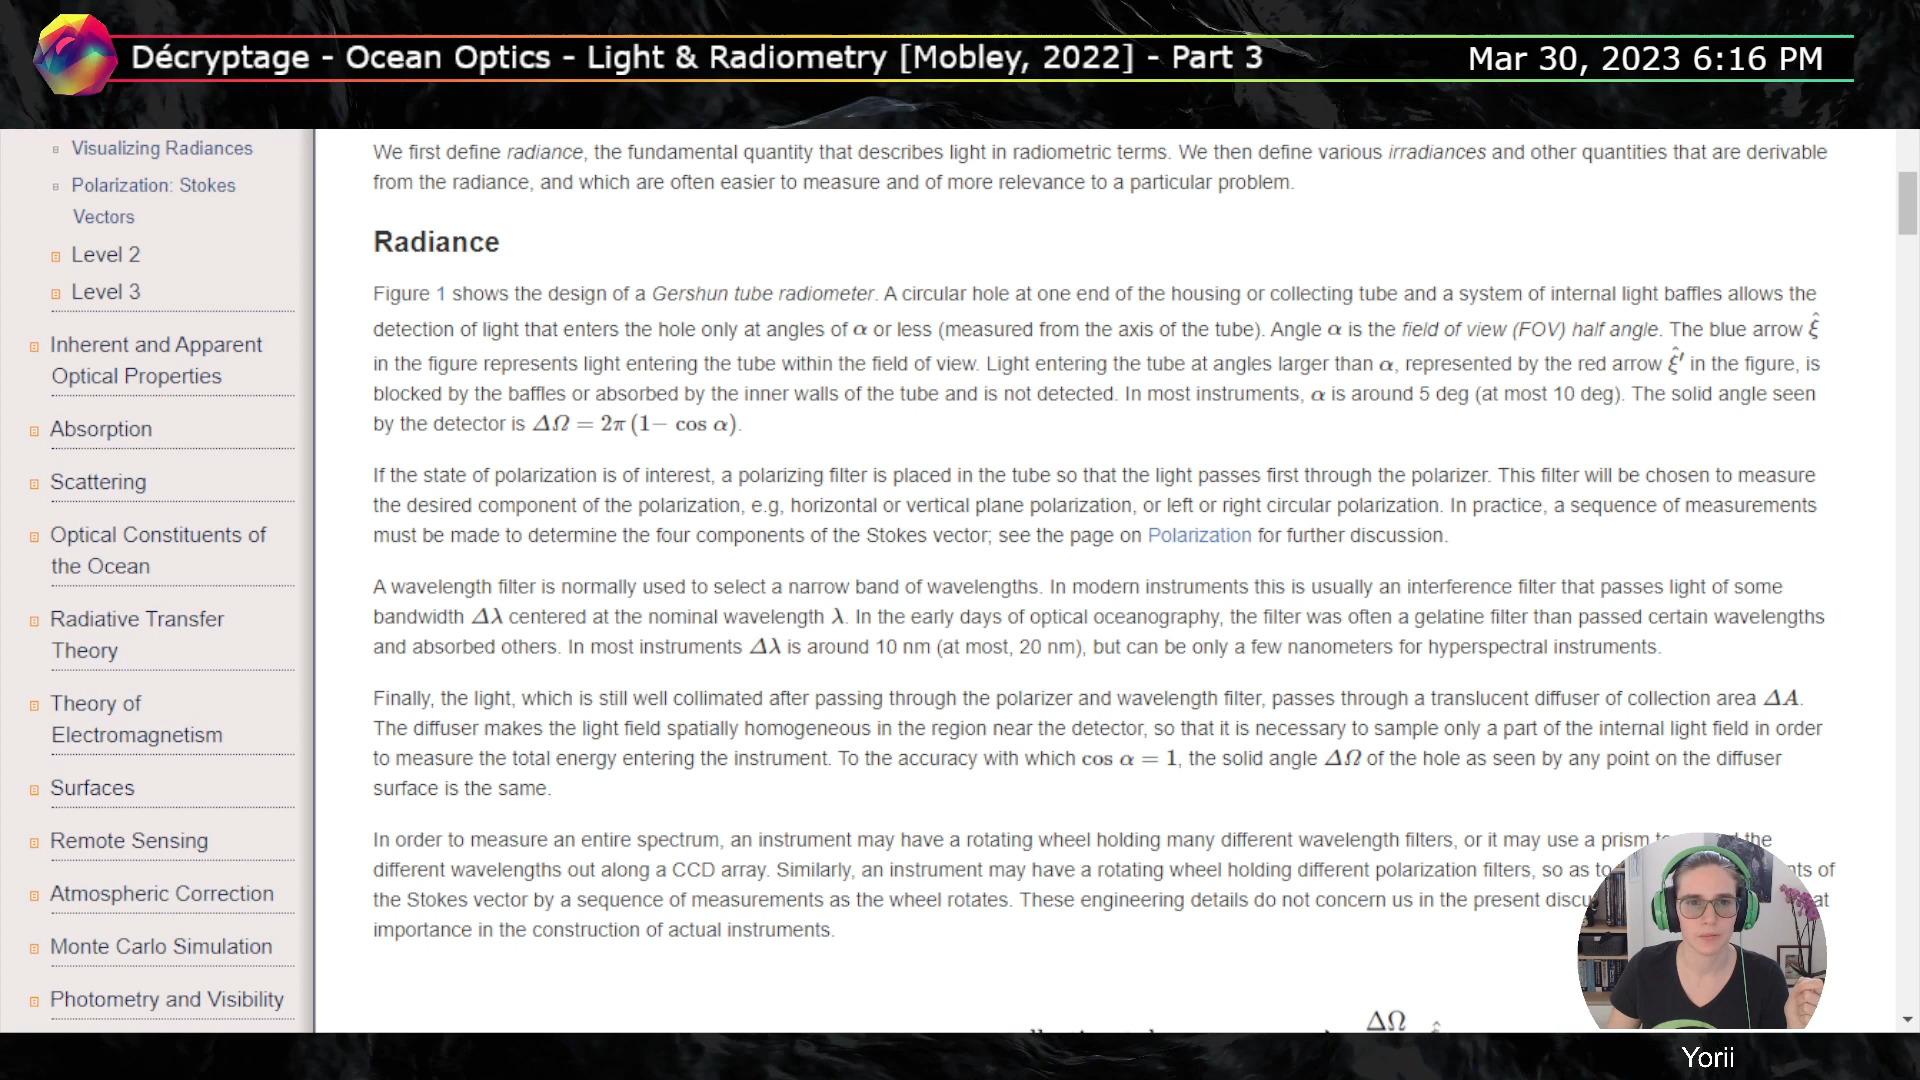 Décryptage - Ocean Optics - Light & Radiometry [Mobley, 2022] - Part 3
Mar 30, 2023 6:16 PM
Visualizing Radiances
Polarization: Stokes
Vectors
Level 2
Level 3
Inherent and Apparent
Optical Properties
Absorption
Scattering
Optical Constituents of
the Ocean
Radiative Transfer
Theory
Theory of
Electromagnetism
Surfaces
Remote Sensing
Atmospheric Correction
Monte Carlo Simulation
Photometry and Visibility
We first define radiance, the fundamental quantity that describes light in radiometric terms. We then define various irradiances and other quantities that are derivable
from the radiance, and which are often easier to measure and of more relevance to a particular problem.
Radiance
Figure 1 shows the design of a Gershun tube radiometer. A circular hole at one end of the housing or collecting tube and a system of internal light baffles allows the
detection of light that enters the hole only at angles of α or less (measured from the axis of the tube). Angle α is the field of view (FOV) half angle. The blue arrow ξ̂
in the figure represents light entering the tube within the field of view. Light entering the tube at angles larger than α, represented by the red arrow ξ̂′ in the figure, is
blocked by the baffles or absorbed by the inner walls of the tube and is not detected. In most instruments, α is around 5 deg (at most 10 deg). The solid angle seen
by the detector is ΔΩ = 2π (1− cos α).
If the state of polarization is of interest, a polarizing filter is placed in the tube so that the light passes first through the polarizer. This filter will be chosen to measure
the desired component of the polarization, e.g, horizontal or vertical plane polarization, or left or right circular polarization. In practice, a sequence of measurements
must be made to determine the four components of the Stokes vector; see the page on Polarization for further discussion.
A wavelength filter is normally used to select a narrow band of wavelengths. In modern instruments this is usually an interference filter that passes light of some
bandwidth Δλ centered at the nominal wavelength λ. In the early days of optical oceanography, the filter was often a gelatine filter than passed certain wavelengths
and absorbed others. In most instruments Δλ is around 10 nm (at most, 20 nm), but can be only a few nanometers for hyperspectral instruments.
Finally, the light, which is still well collimated after passing through the polarizer and wavelength filter, passes through a translucent diffuser of collection area ΔA.
The diffuser makes the light field spatially homogeneous in the region near the detector, so that it is necessary to sample only a part of the internal light field in order
to measure the total energy entering the instrument. To the accuracy with which cos α = 1, the solid angle ΔΩ of the hole as seen by any point on the diffuser
surface is the same.
In order to measure an entire spectrum, an instrument may have a rotating wheel holding many different wavelength filters, or it may use a prism the
different wavelengths out along a CCD array. Similarly, an instrument may have a rotating wheel holding different polarization filters, so as to of
the Stokes vector by a sequence of measurements as the wheel rotates. These engineering details do not concern us in the present
importance in the construction of actual instruments.
ΔΩ
Yorii